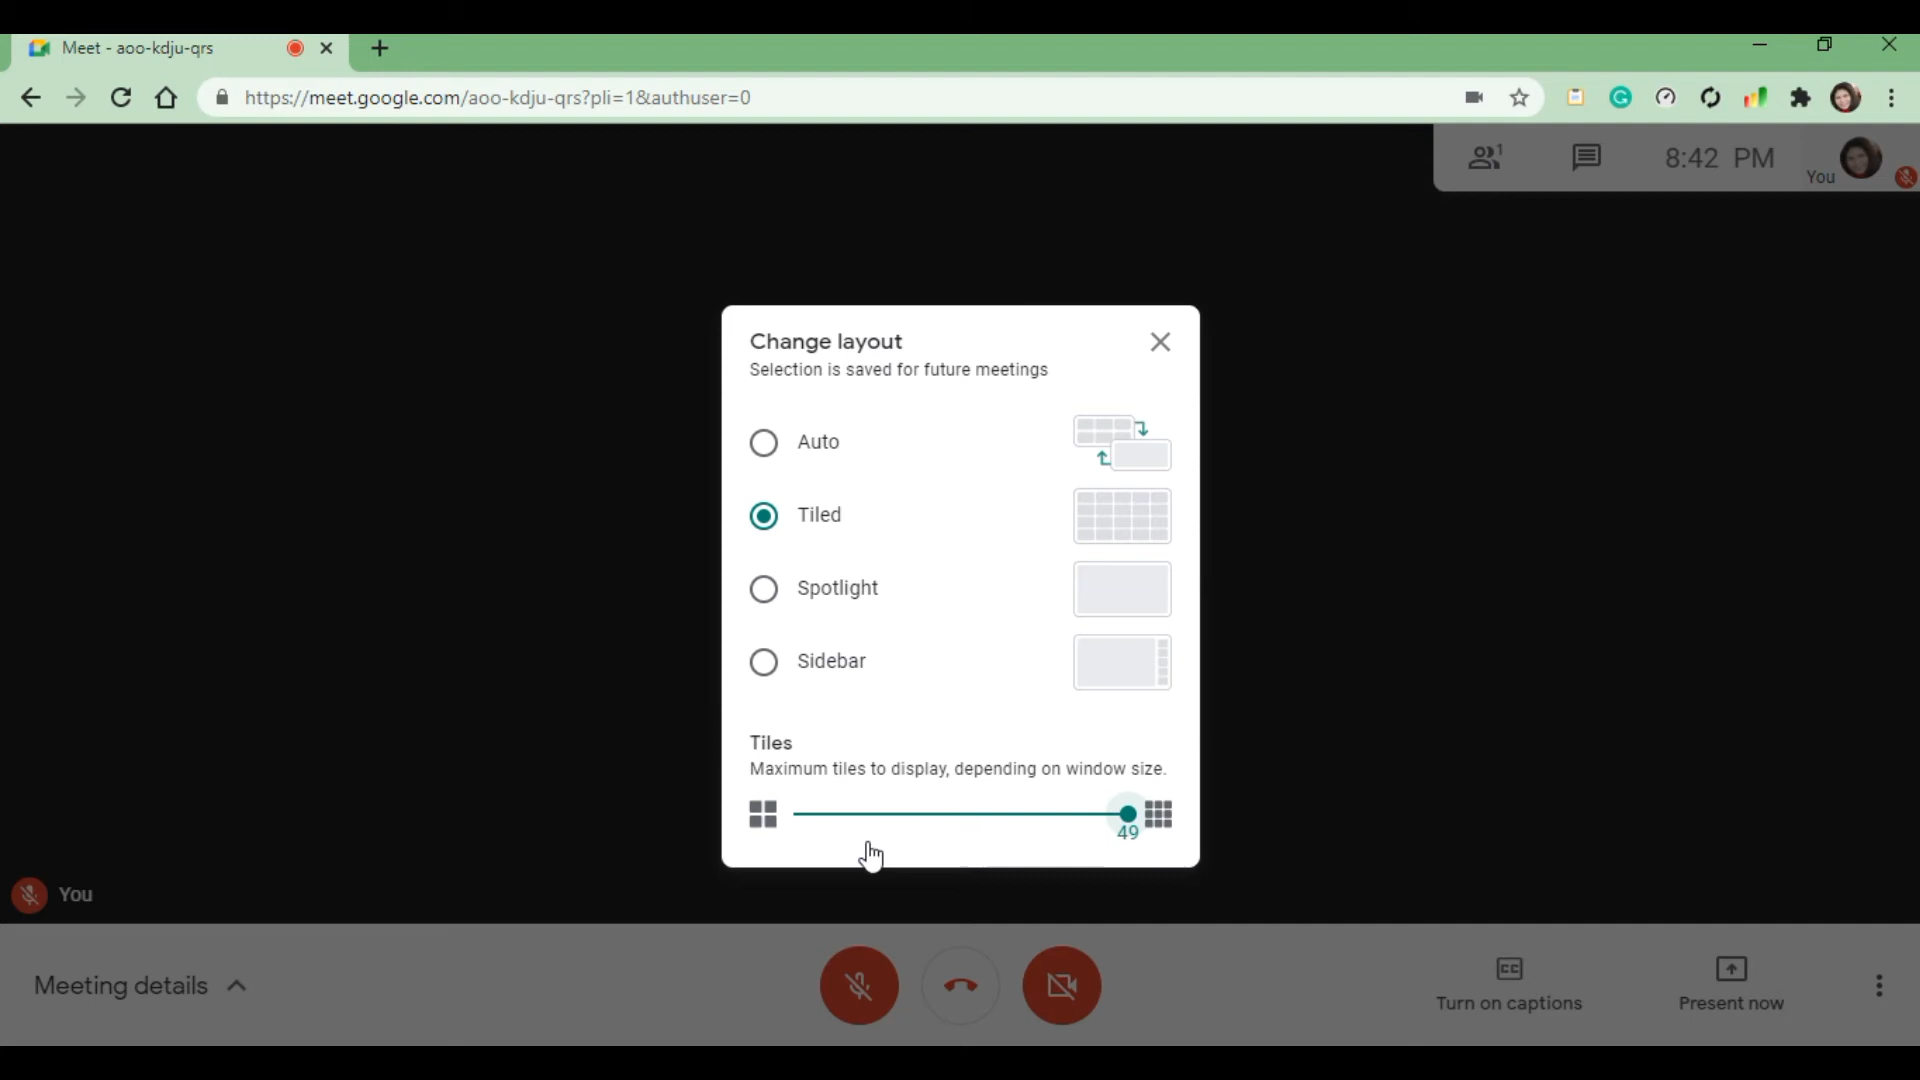 Meet - aoo-kdju-qrs
https://meet.google.com/aoo-kdju-qrs?pli=1&authuser=0
1
8:42 PM
You
Change layout
Selection is saved for future meetings
Auto
Tiled
Spotlight
Sidebar
Tiles
Maximum tiles to display, depending on window size.
49
You
Meeting details
CC
Turn on captions
Present now